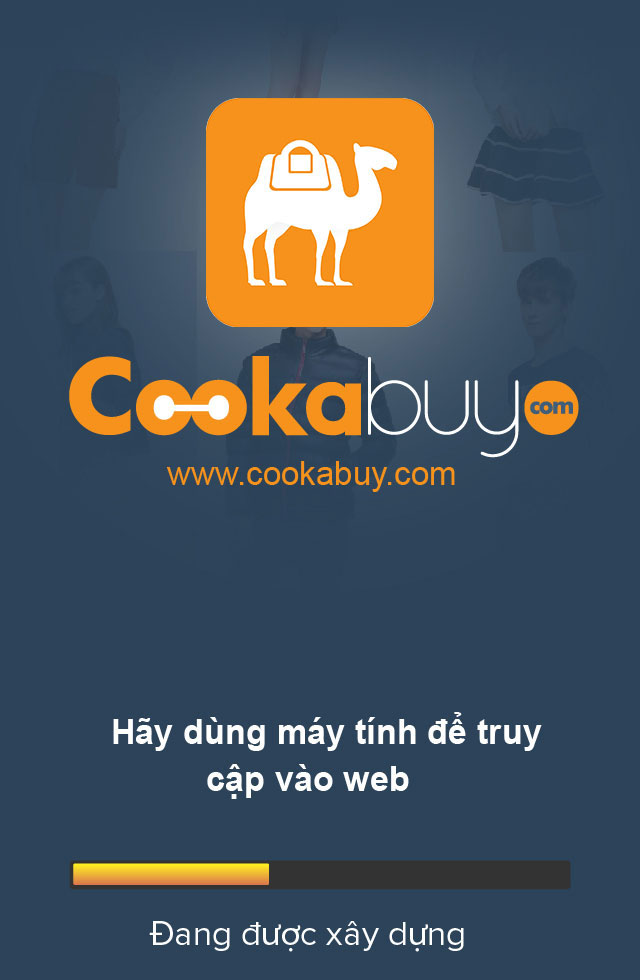 Cookabuy.com
www.cookabuy.com
Hãy dùng máy tính để truy
cập vào web
Đang được xây dựng